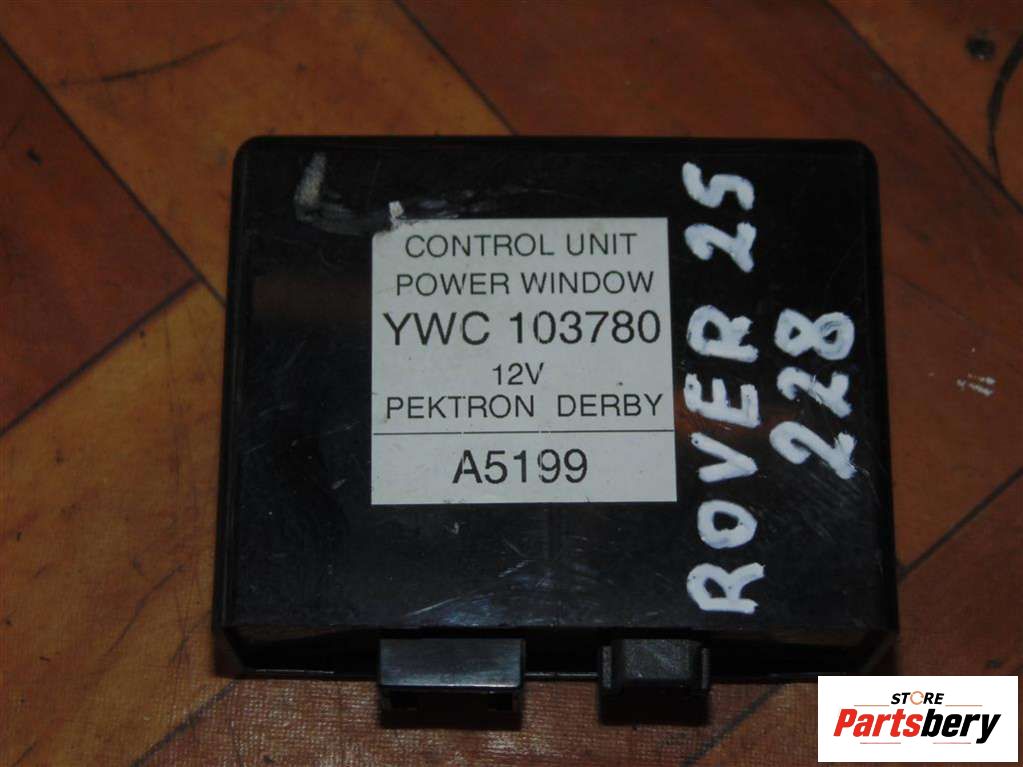 CONTROL UNIT
POWER WINDOW
YWC 103780
12V
PEKTRON DERBY
A5199
ROVER 25
228
STORE
Partsbery